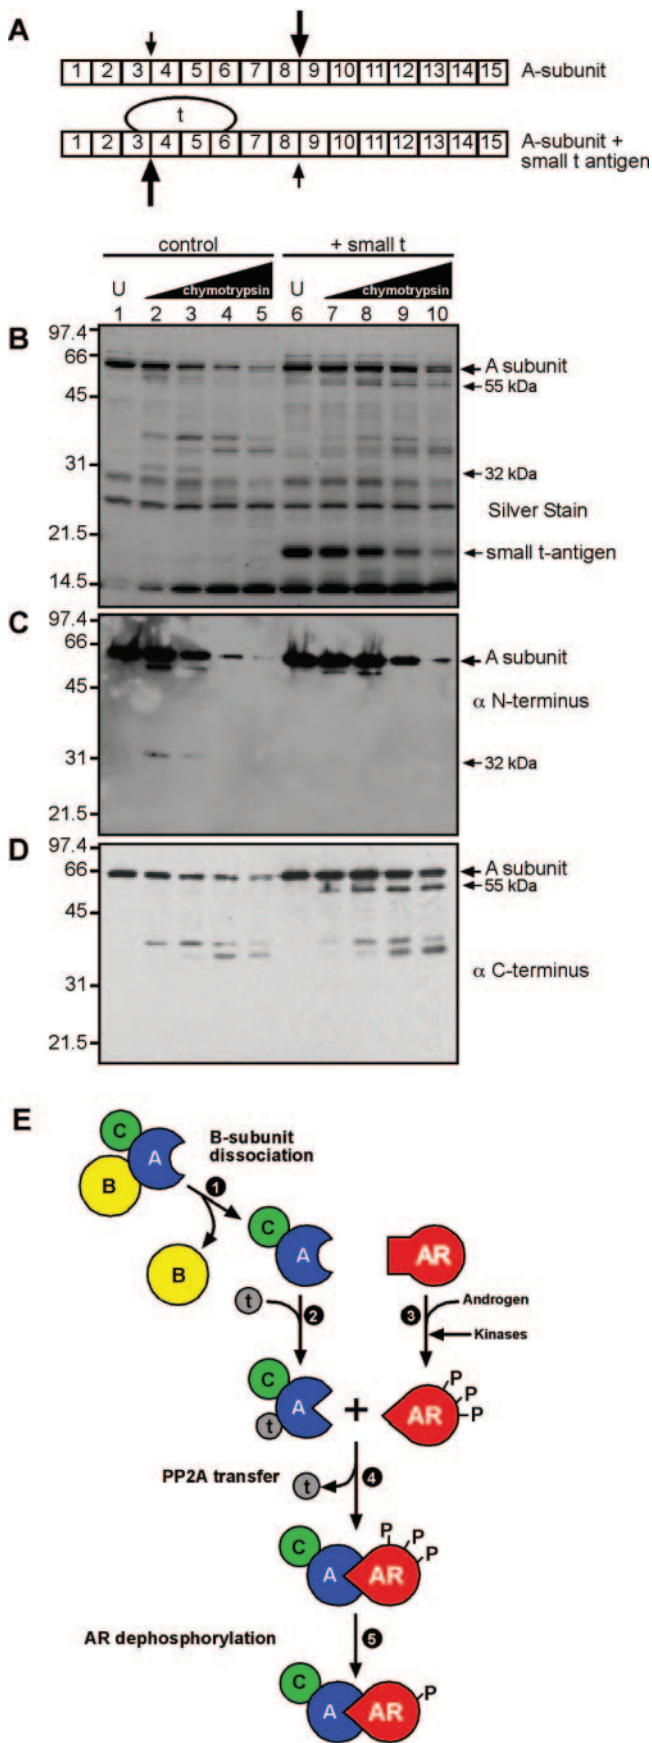 A
1 2 3 4 5 6 7 8 9 10 11 12 13 14 15 A-subunit
t
1 2 3 4 5 6 7 8 9 10 11 12 13 14 15 A-subunit +
small t antigen
control + small t
U chymotrypsin U chymotrypsin
1 2 3 4 5 6 7 8 9 10
B
97.4
66
45
31
21.5
14.5
A subunit
55 kDa
32 kDa
Silver Stain
small t-antigen
C
97.4
66
45
31
21.5
A subunit
α N-terminus
32 kDa
D
97.4
66
45
31
21.5
A subunit
55 kDa
α C-terminus
E
C
A
B
B-subunit
dissociation
1
B
C
A
AR
t
2
3
Androgen
Kinases
C
A
t
+
AR
P
P
P
PP2A transfer
t
4
C
A
AR
P
P
P
AR dephosphorylation
5
C
A
AR
P